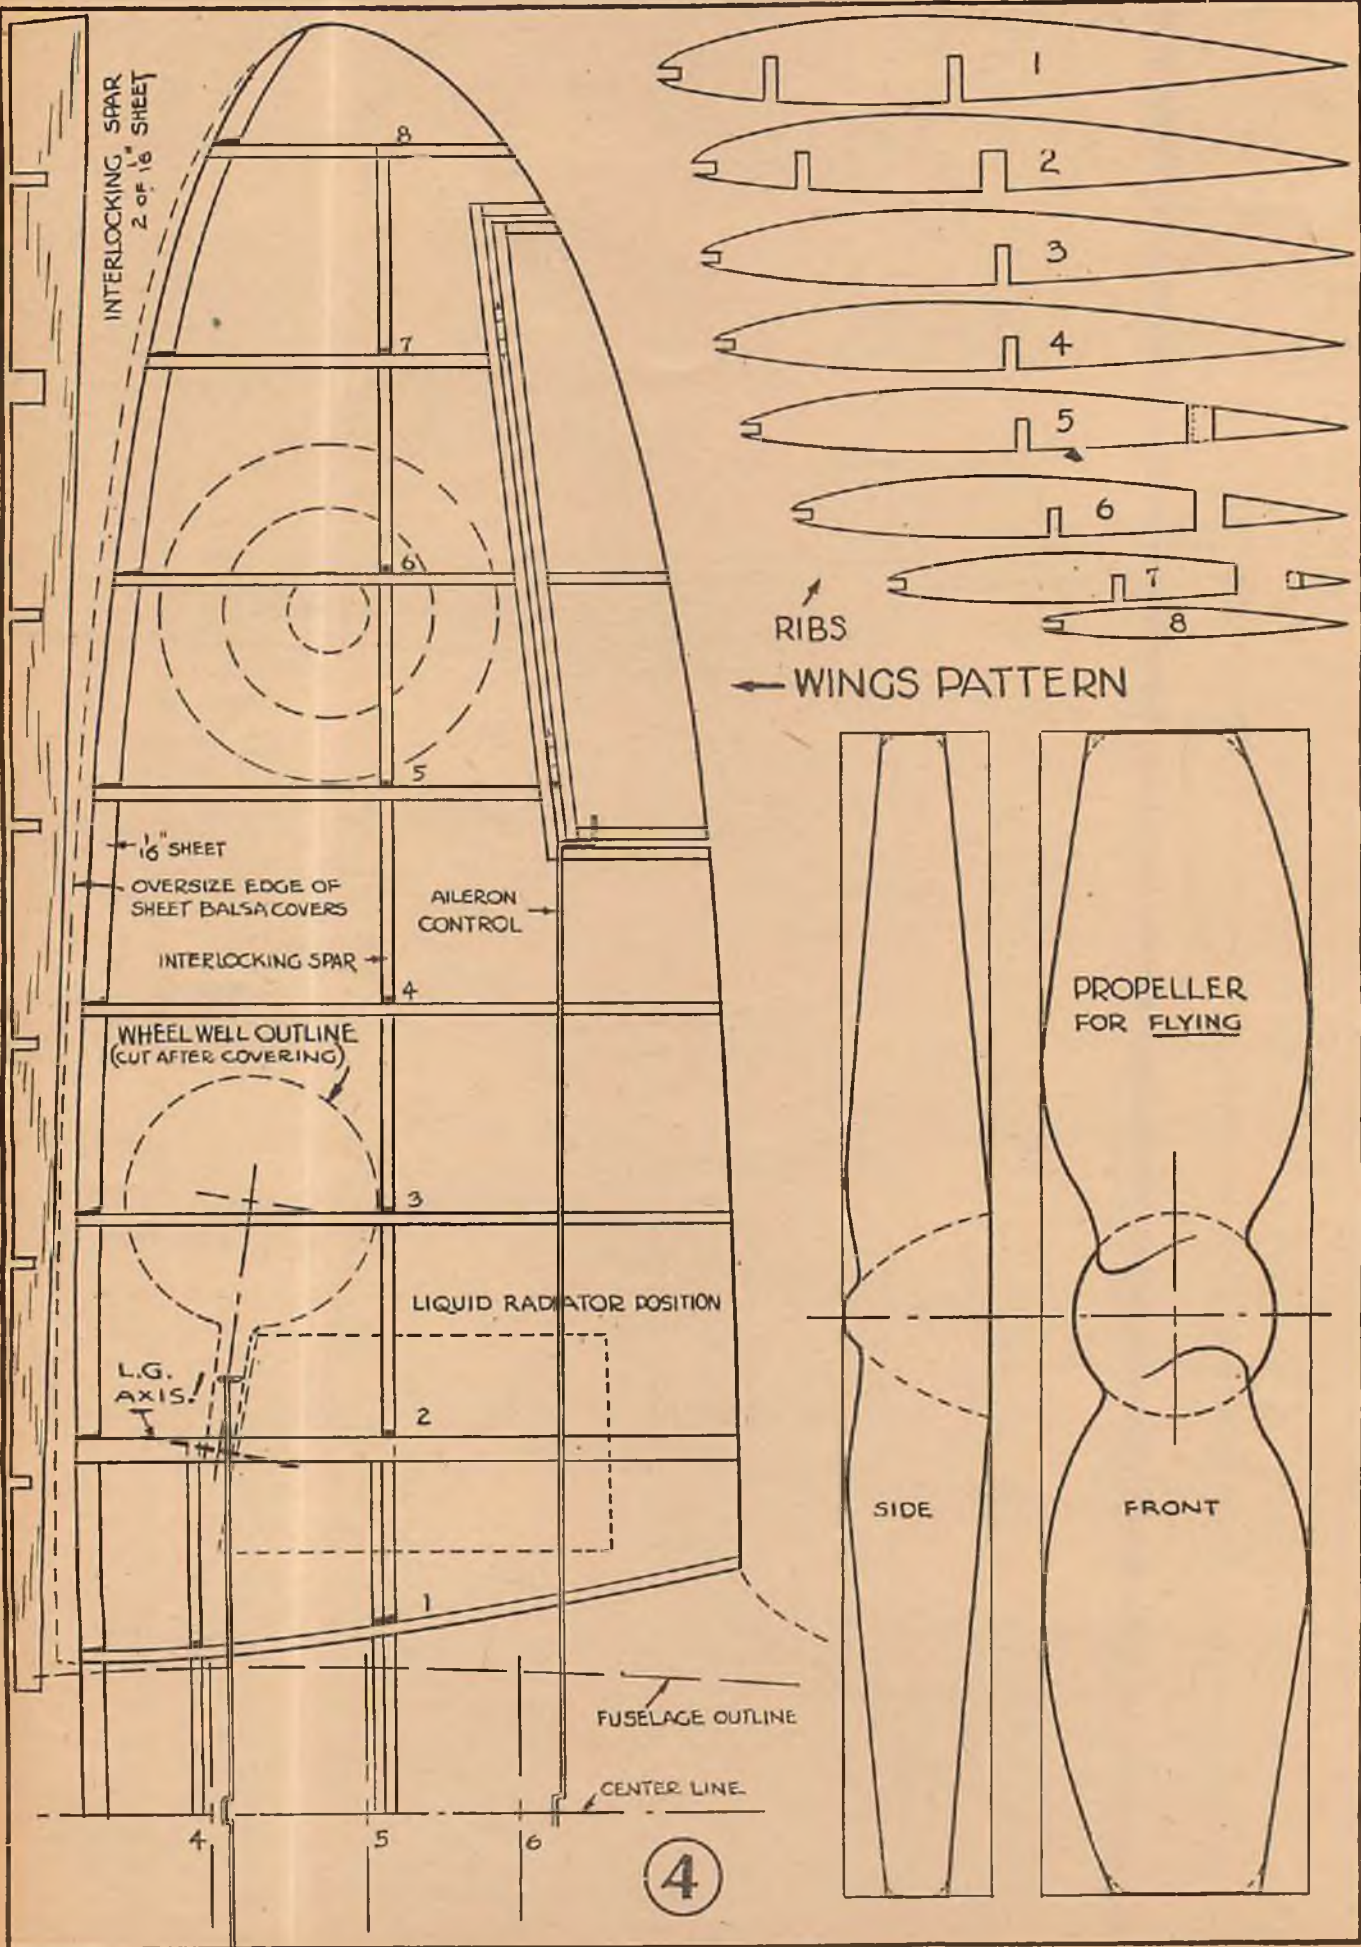 INTERLOCKING SPAR
2 OF 1/16" SHEET
8
7
6
5
1/16" SHEET
OVERSIZE EDGE OF
SHEET BALSA COVERS
AILERON
CONTROL
INTERLOCKING SPAR
4
WHEEL WELL OUTLINE
(CUT AFTER COVERING)
3
LIQUID RADIATOR POSITION
L.G.
AXIS
2
1
FUSELAGE OUTLINE
CENTER LINE
4
5
6
4
1
2
3
4
5
6
7
8
RIBS
WINGS PATTERN
PROPELLER
FOR FLYING
SIDE
FRONT